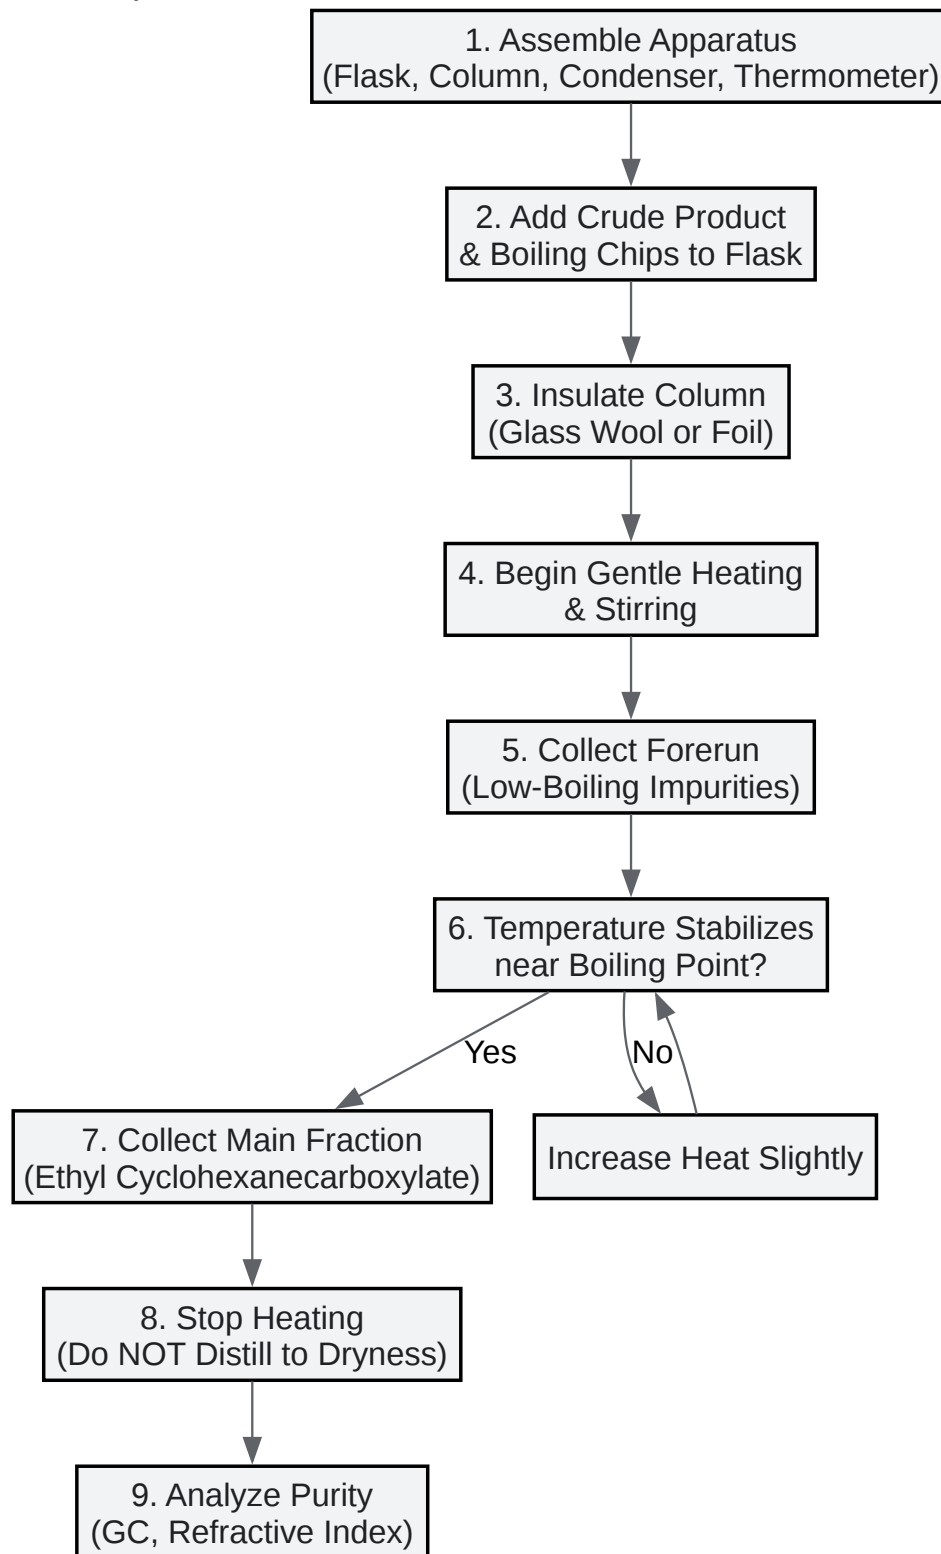 1. Assemble Apparatus
(Flask, Column, Condenser, Thermometer)
2. Add Crude Product
& Boiling Chips to Flask
3. Insulate Column
(Glass Wool or Foil)
4. Begin Gentle Heating
& Stirring
5. Collect Forerun
(Low-Boiling Impurities)
6. Temperature Stabilizes
near Boiling Point?
Yes
No
7. Collect Main Fraction
(Ethyl Cyclohexanecarboxylate)
Increase Heat Slightly
8. Stop Heating
(Do NOT Distill to Dryness)
9. Analyze Purity
(GC, Refractive Index)